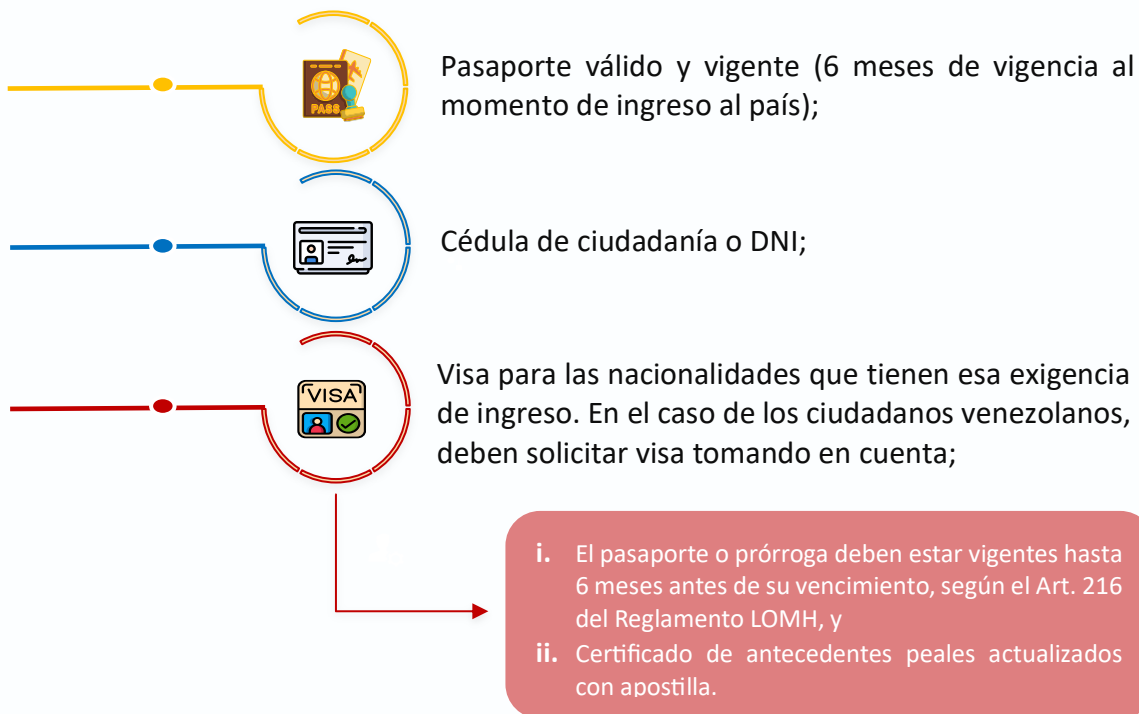 PASS
Pasaporte válido y vigente (6 meses de vigencia al
momento de ingreso al país);
Cédula de ciudadanía o DNI;
VISA
Visa para las nacionalidades que tienen esa exigencia
de ingreso. En el caso de los ciudadanos venezolanos,
deben solicitar visa tomando en cuenta;
i. El pasaporte o prórroga deben estar vigentes hasta
6 meses antes de su vencimiento, según el Art. 216
del Reglamento LOMH, y
ii. Certificado de antecedentes peales actualizados
con apostilla.